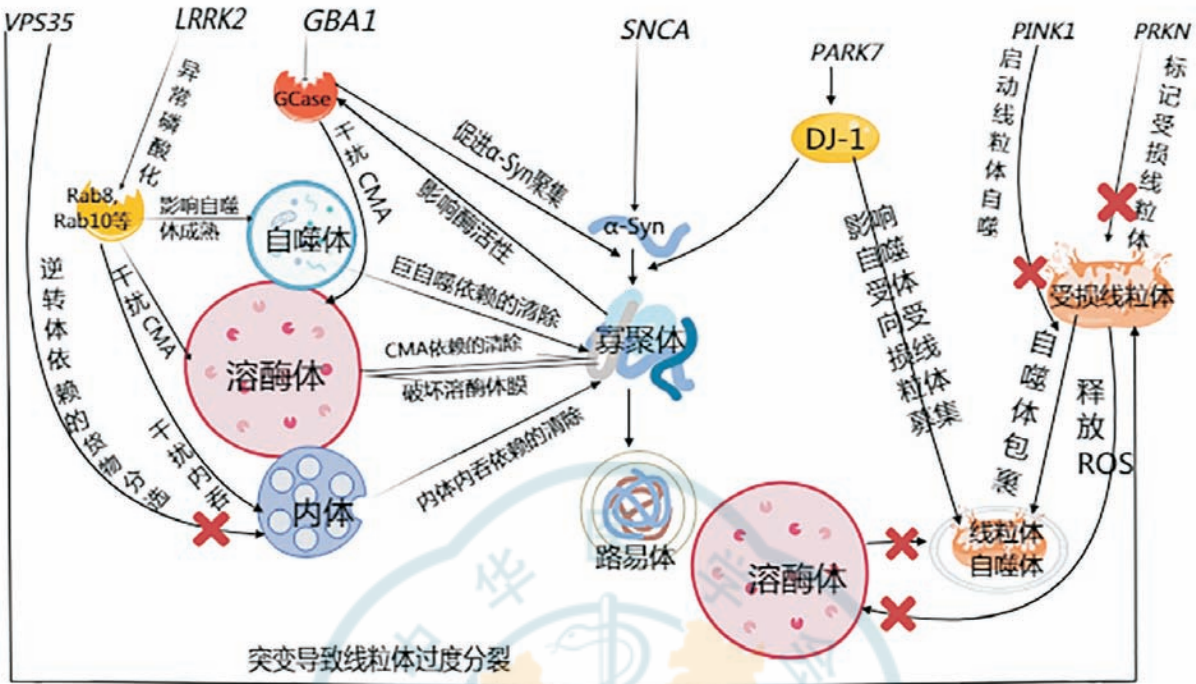 VPS35
LRRK2
GBA1
SNCA
PARK7
PINK1
PRKN
异常磷酸化
GCase
干扰CMA
促进α-Syn聚集
影响酶活性
DJ-1
启动线粒体自噬
标记受损线粒体
Rab8,
Rab10等
影响自噬
体成熟
自噬体
α-Syn
影响
自噬
受体
向受
损线
粒体
募集
受损线粒体
逆转体依赖的货物分选
干扰CMA
巨自噬依赖的清除
寡聚体
溶酶体
CMA依赖的清除
破坏溶酶体膜
自噬体包裹
释放
ROS
干扰内吞
内体内吞依赖的清除
内体
路易体
溶酶体
线粒体
自噬体
突变导致线粒体过度分裂
中华医学会